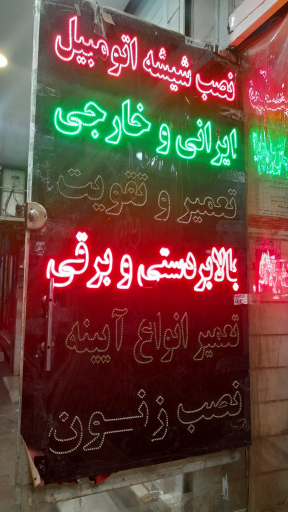 نصب شیشه اتومبیل
ایرانی و خارجی
تعمیر و تقویت
بالابر دستی و برقی
تعمیر انواع آیینه
نصب زنون